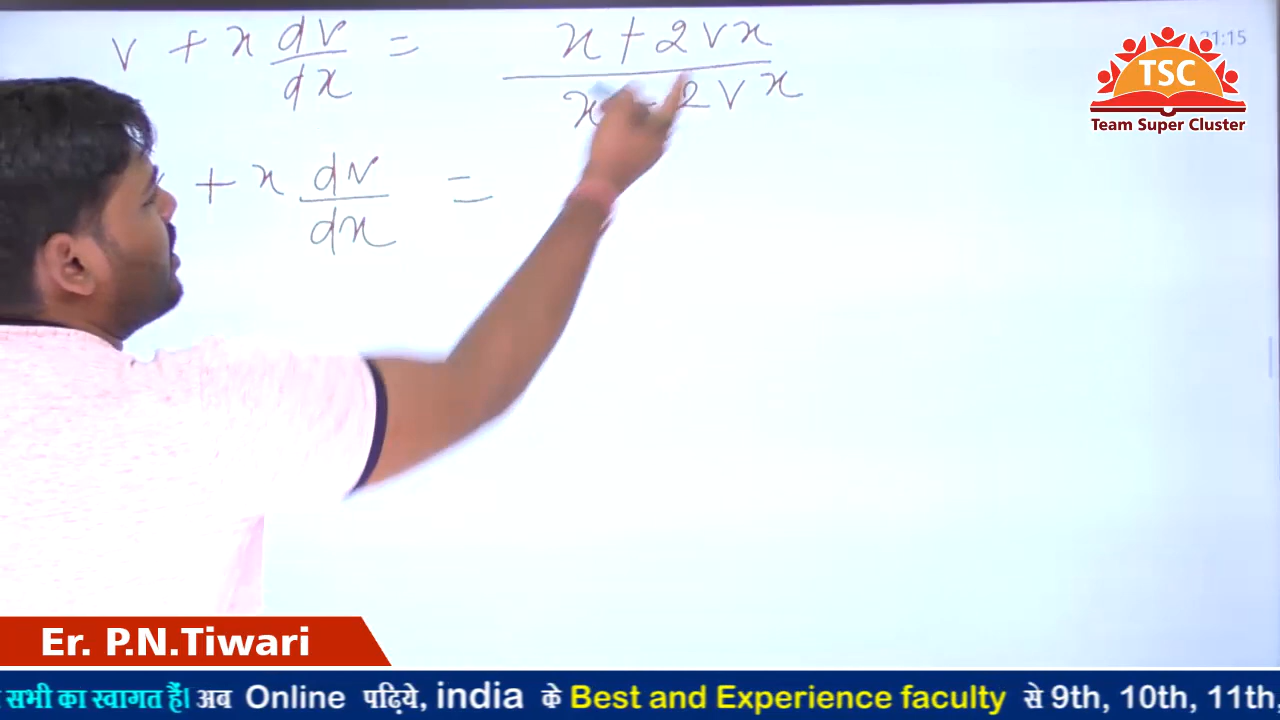 v + x dv/dx = x + 2vx / x - 2vx
+ x dv/dx =
21:15
TSC
Team Super Cluster
Er. P.N.Tiwari
सभी का स्वागत हैं। अब Online पढ़िये, india के Best and Experience faculty से 9th, 10th, 11th,